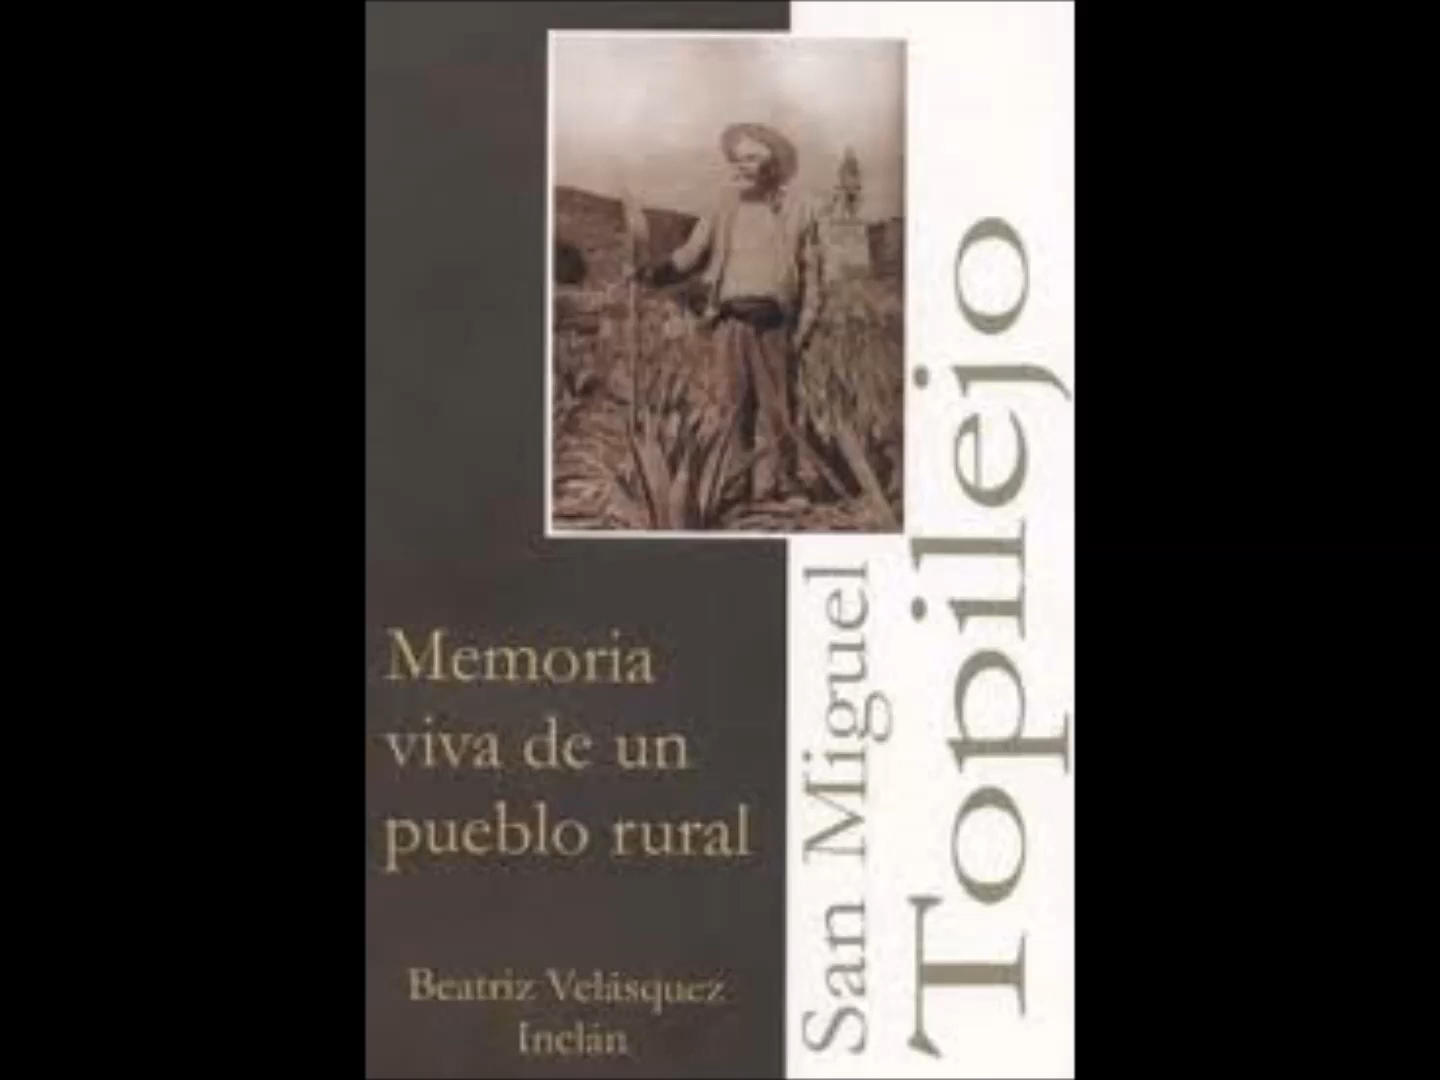 San Miguel
Topilejo
Memoria
viva de un
pueblo rural
Beatriz Velásquez
Inclán